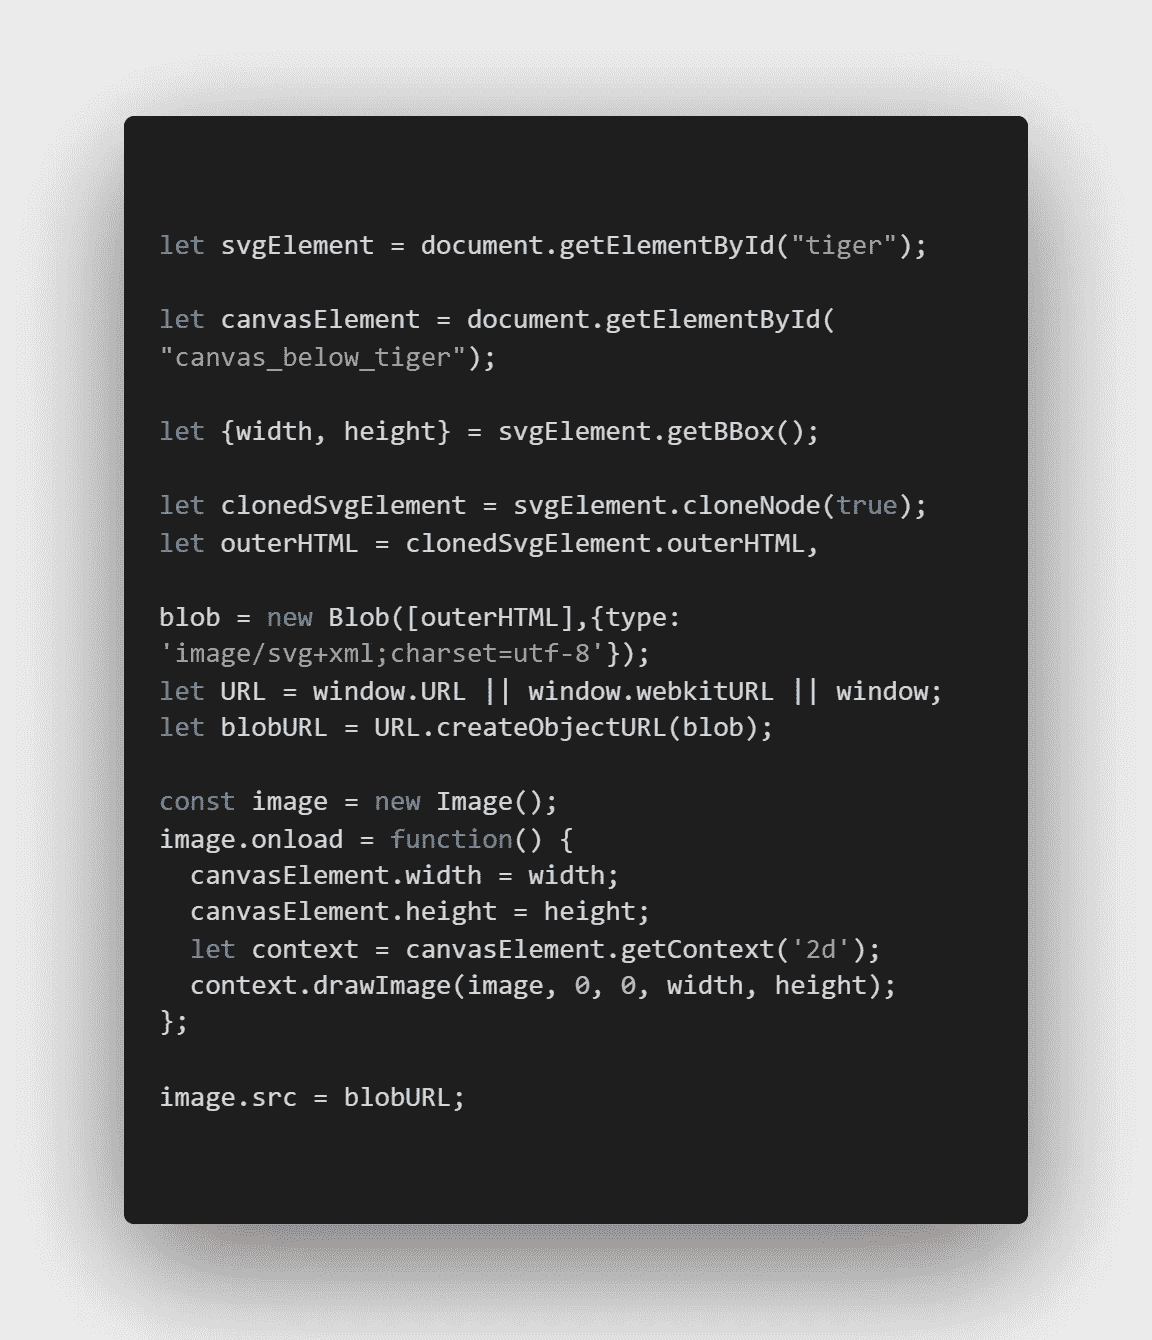 let svgElement = document.getElementById("tiger");
let canvasElement = document.getElementById(
"canvas_below_tiger");
let {width, height} = svgElement.getBBox();
let clonedSvgElement = svgElement.cloneNode(true);
let outerHTML = clonedSvgElement.outerHTML,
blob = new Blob([outerHTML],{type:
'image/svg+xml;charset=utf-8'});
let URL = window.URL || window.webkitURL || window;
let blobURL = URL.createObjectURL(blob);
const image = new Image();
image.onload = function() {
  canvasElement.width = width;
  canvasElement.height = height;
  let context = canvasElement.getContext('2d');
  context.drawImage(image, 0, 0, width, height);
};
image.src = blobURL;